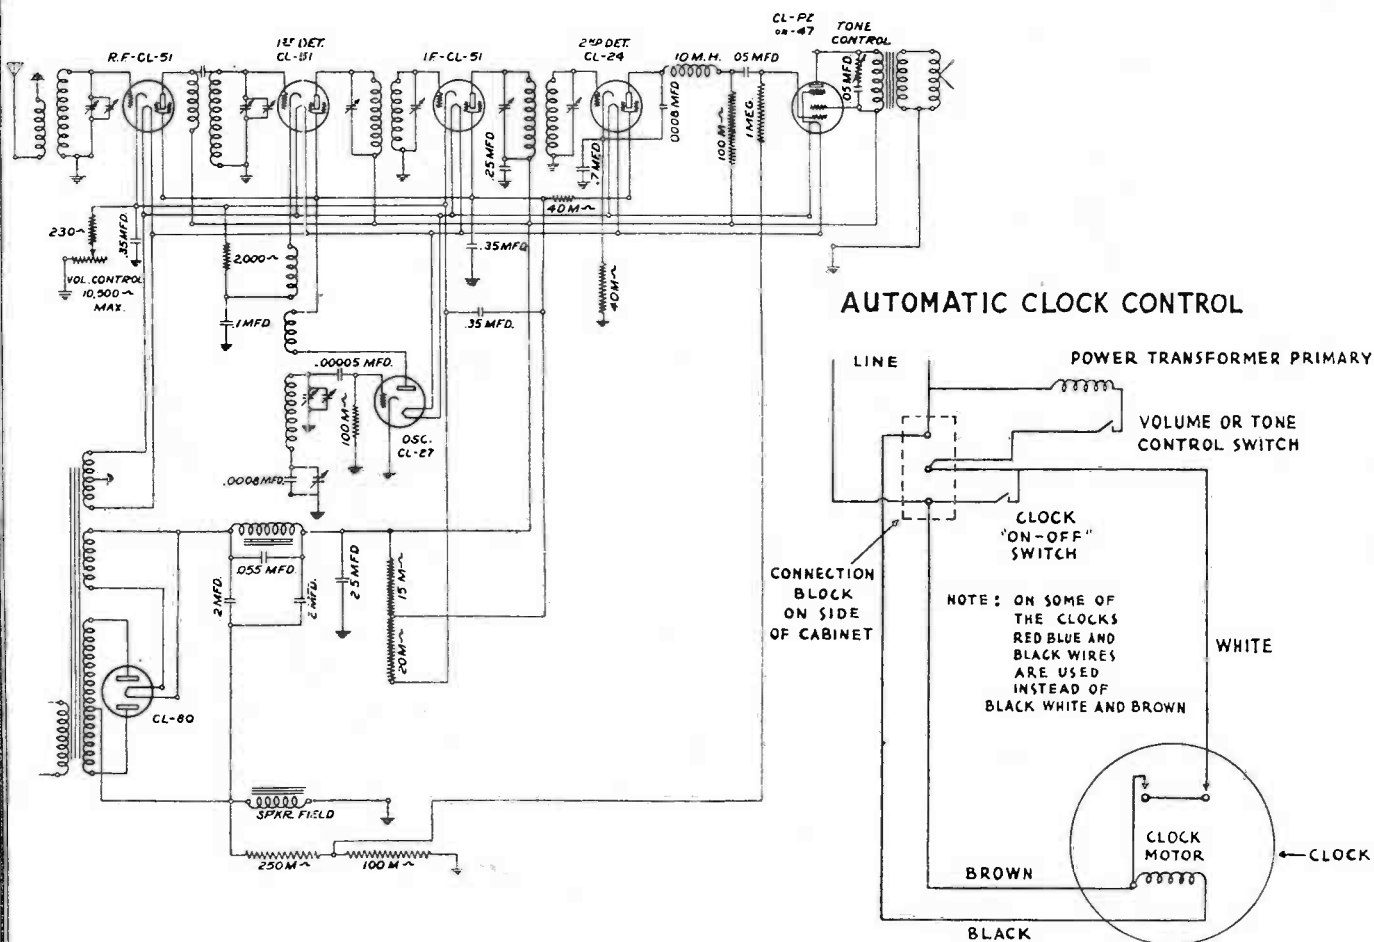 R.F-CL-51
1ST DET.
CL-51
I F-CL-51
2ND DET.
CL-24
CL-PZ
OR-47
TONE
CONTROL
10 M.H.
.05 MFD
.0008 MFD
100 M~
1 MEG.
.05 MFD.
.25 MFD
.7 MFD
40 M~
230~
.35 MFD.
VOL. CONTROL
10,500~
MAX.
2,000~
.1 MFD
.35 MFD
.35 MFD.
40 M~
.00005 MFD.
100 M~
OSC.
CL-27
.0008 MFD.
.055 MFD.
2 MFD.
2 MFD.
25 MFD.
15 M~
20 M~
CL-80
SPKR. FIELD
250 M~
100 M~
AUTOMATIC CLOCK CONTROL
LINE
POWER TRANSFORMER PRIMARY
VOLUME OR TONE
CONTROL SWITCH
CLOCK
"ON-OFF"
SWITCH
CONNECTION
BLOCK
ON SIDE
OF CABINET
NOTE: ON SOME OF
THE CLOCKS
RED BLUE AND
BLACK WIRES
ARE USED
INSTEAD OF
BLACK WHITE AND BROWN
WHITE
CLOCK
MOTOR
CLOCK
BROWN
BLACK